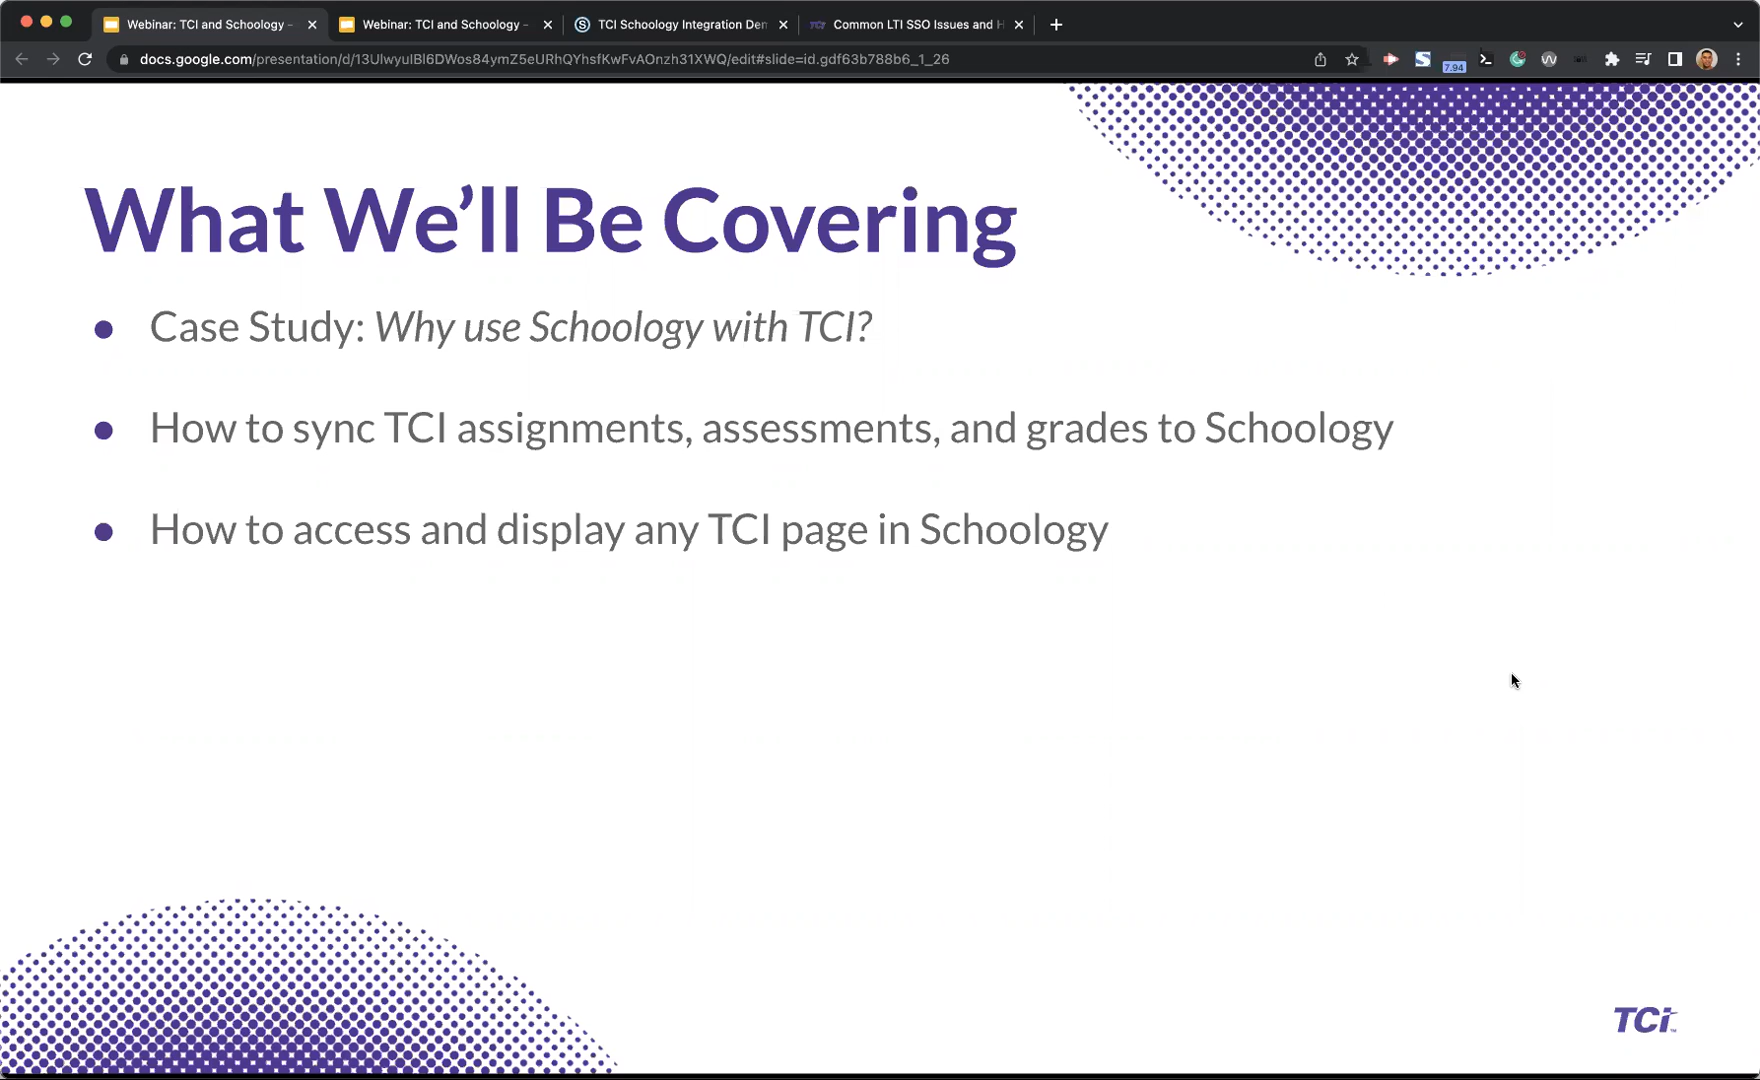 Webinar: TCI and Schoology –
Webinar: TCI and Schoology -
TCI Schoology Integration Den
Common LTI SSO Issues and H
docs.google.com/presentation/d/13UlwyulBl6DWos84ymZ5eURhQYhsfKwFvAOnzh31XWQ/edit#slide=id.gdf63b788b6_1_26
7.94
What We’ll Be Covering
● Case Study: Why use Schoology with TCI?
● How to sync TCI assignments, assessments, and grades to Schoology
● How to access and display any TCI page in Schoology
TCi